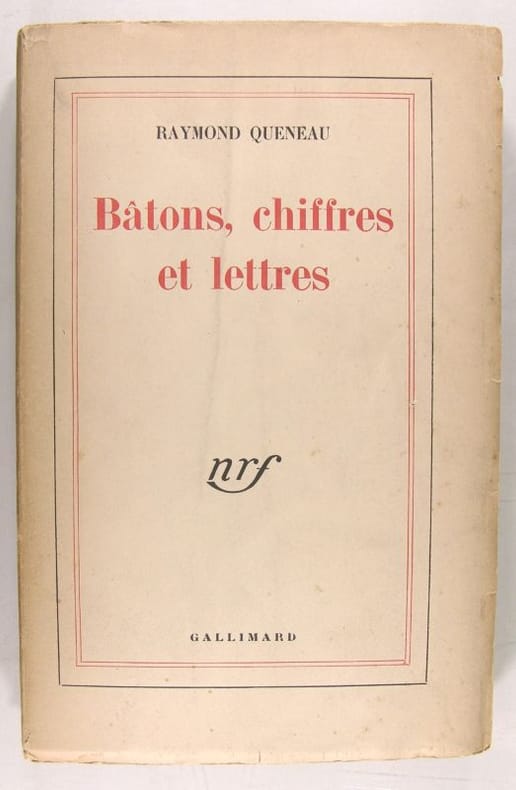 RAYMOND QUENEAU
Bâtons, chiffres
et lettres
nrf
GALLIMARD